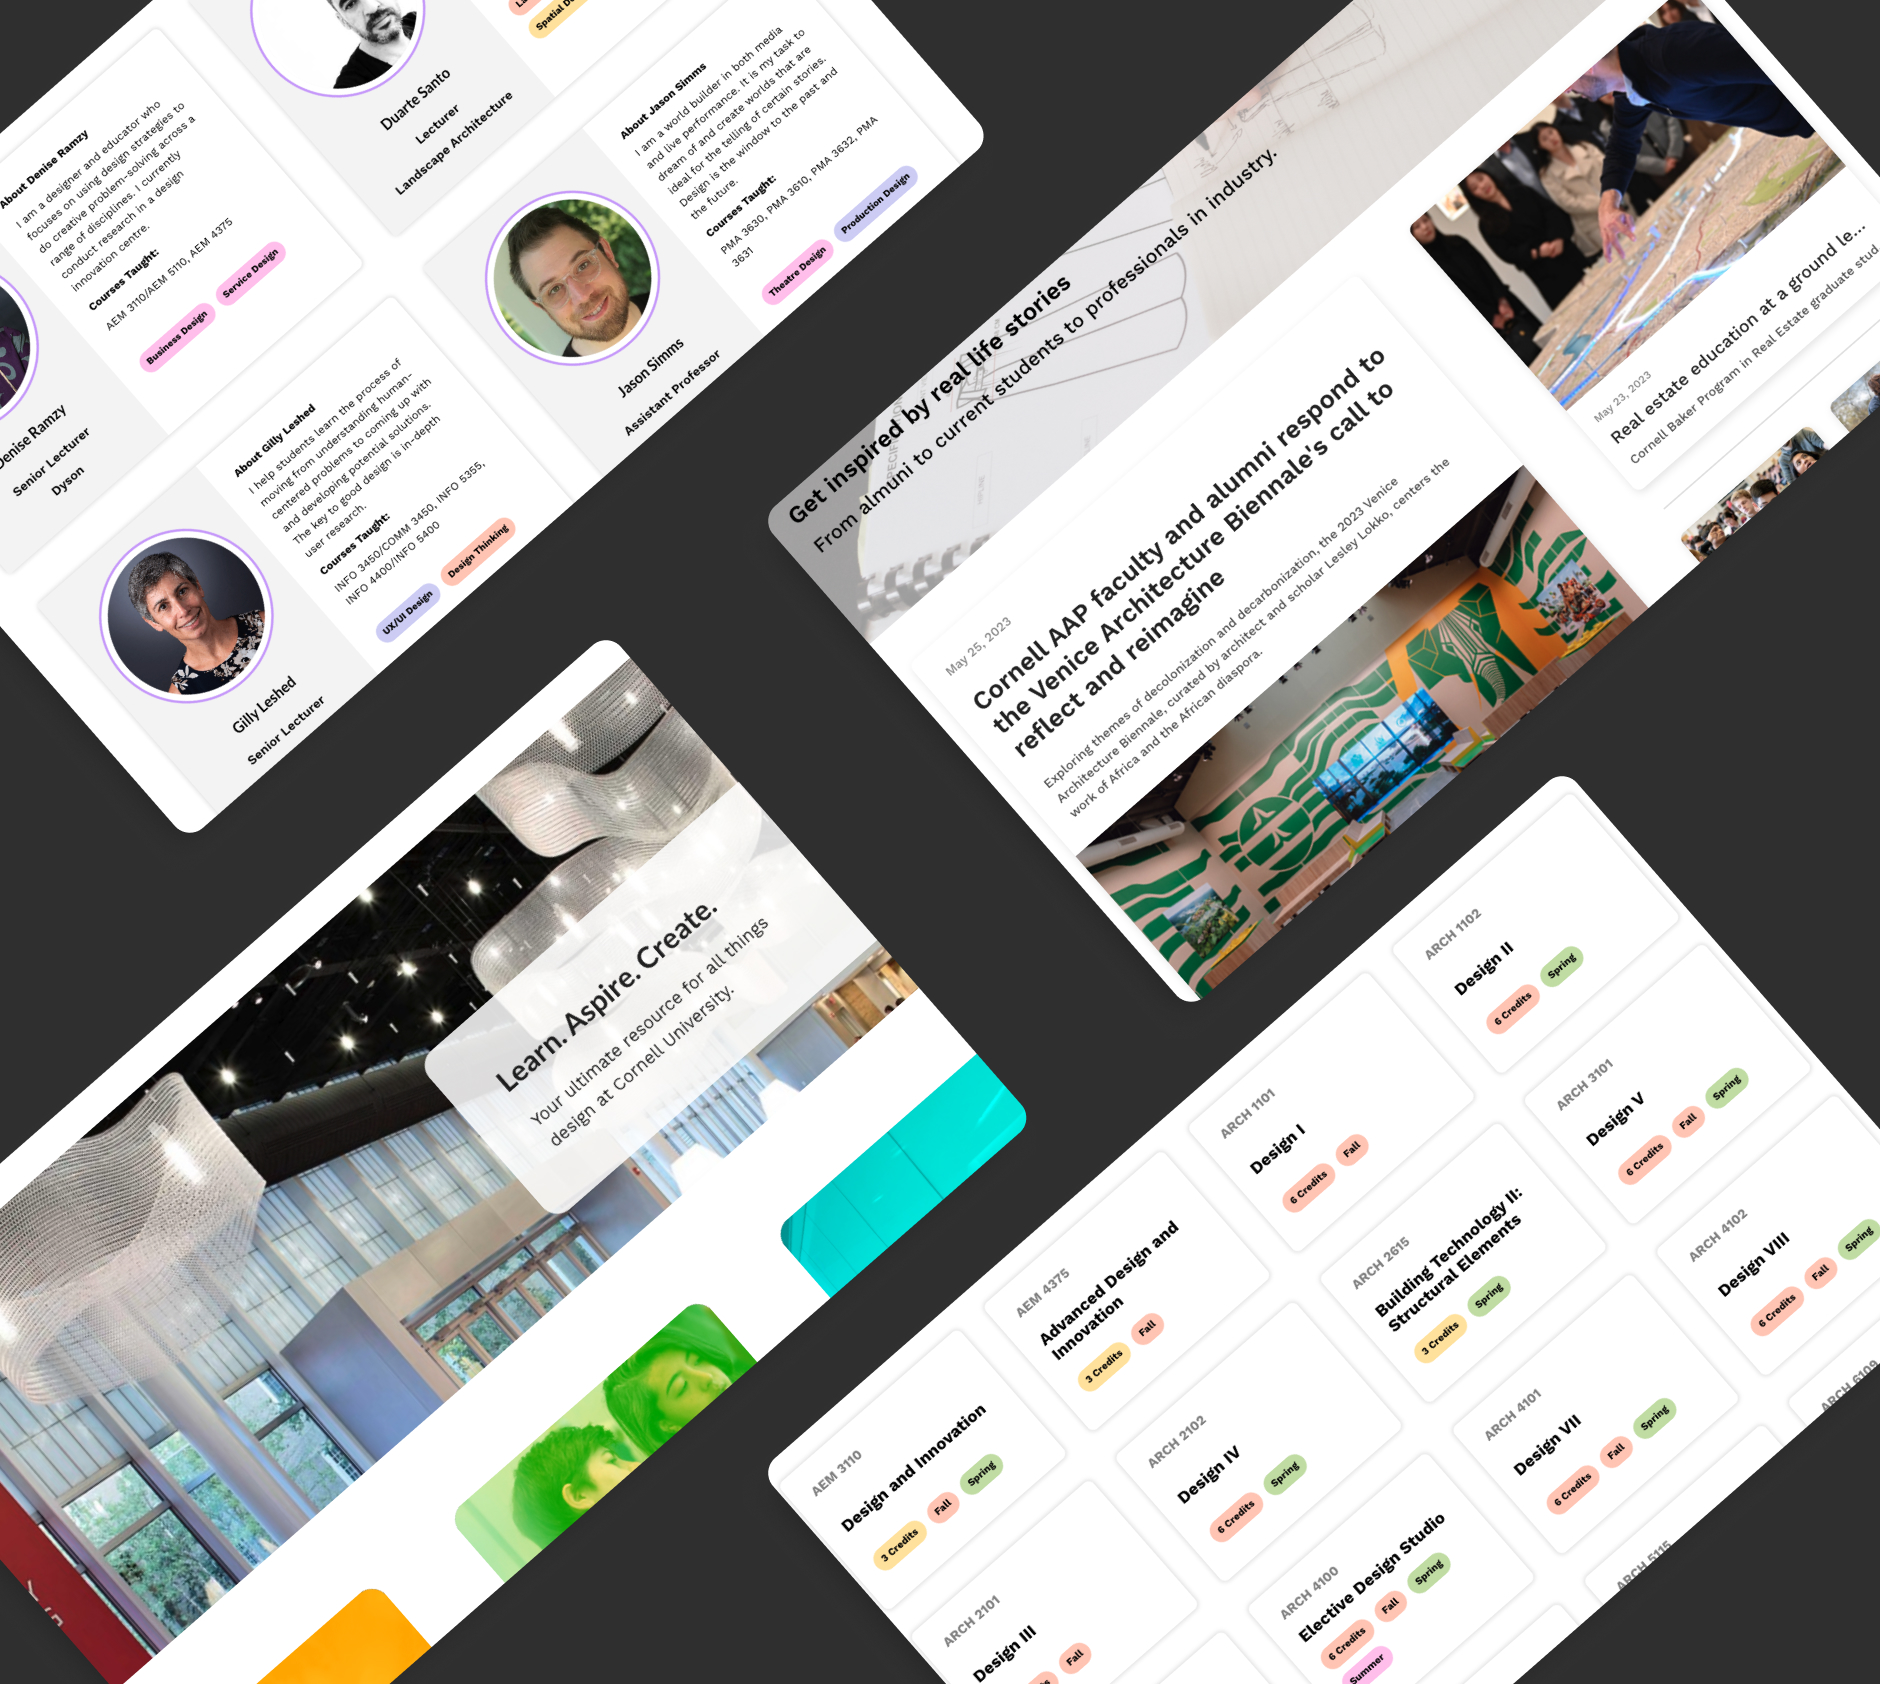 Spatial D
Duarte Santo
Lecturer
Landscape Architecture
About Denise Ramzy
I am a designer and educator who
focuses on using design strategies to
do creative problem-solving across a
range of disciplines. I currently
conduct research in a design
innovation centre.
Courses Taught:
AEM 3110/AEM 5110, AEM 4375
Business Design
Service Design
Denise Ramzy
Senior Lecturer
Dyson
About Jason Simms
I am a world builder in both media
and live performance. It is my task to
dream of and create worlds that are
ideal for the telling of certain stories.
Design is the window to the past and
the future.
Courses Taught:
PMA 3630, PMA 3610, PMA 3632, PMA
3631
Theatre Design
Production Design
Jason Simms
Assistant Professor
About Gilly Leshed
I help students learn the process of
moving from understanding human-
centered problems to coming up with
and developing potential solutions.
The key to good design is in-depth
user research.
Courses Taught:
INFO 3450/COMM 3450, INFO 5355,
INFO 4400/INFO 5400
UX/UI Design
Design Thinking
Gilly Leshed
Senior Lecturer
Get inspired by real life stories
From almuni to current students to professionals in industry.
May 25, 2023
Cornell AAP faculty and alumni respond to
the Venice Architecture Biennale's call to
reflect and reimagine
Exploring themes of decolonization and decarbonization, the 2023 Venice
Architecture Biennale, curated by architect and scholar Lesley Lokko, centers the
work of Africa and the African diaspora.
May 23, 2023
Real estate education at a ground le...
Cornell Baker Program in Real Estate graduate stud
Learn. Aspire. Create.
Your ultimate resource for all things
design at Cornell University.
ARCH 1102
Design II
6 Credits
Spring
ARCH 1101
Design I
6 Credits
Fall
ARCH 3101
Design V
6 Credits
Fall
Spring
AEM 4375
Advanced Design and
Innovation
3 Credits
Fall
ARCH 2615
Building Technology II:
Structural Elements
3 Credits
Spring
ARCH 4102
Design VIII
6 Credits
Fall
Spring
AEM 3110
Design and Innovation
3 Credits
Fall
Spring
ARCH 2102
Design IV
6 Credits
Spring
ARCH 4101
Design VII
6 Credits
Fall
Spring
ARCH 6109
ARCH 2101
Design III
Fall
ARCH 4100
Elective Design Studio
6 Credits
Fall
Spring
Summer
ARCH 5115